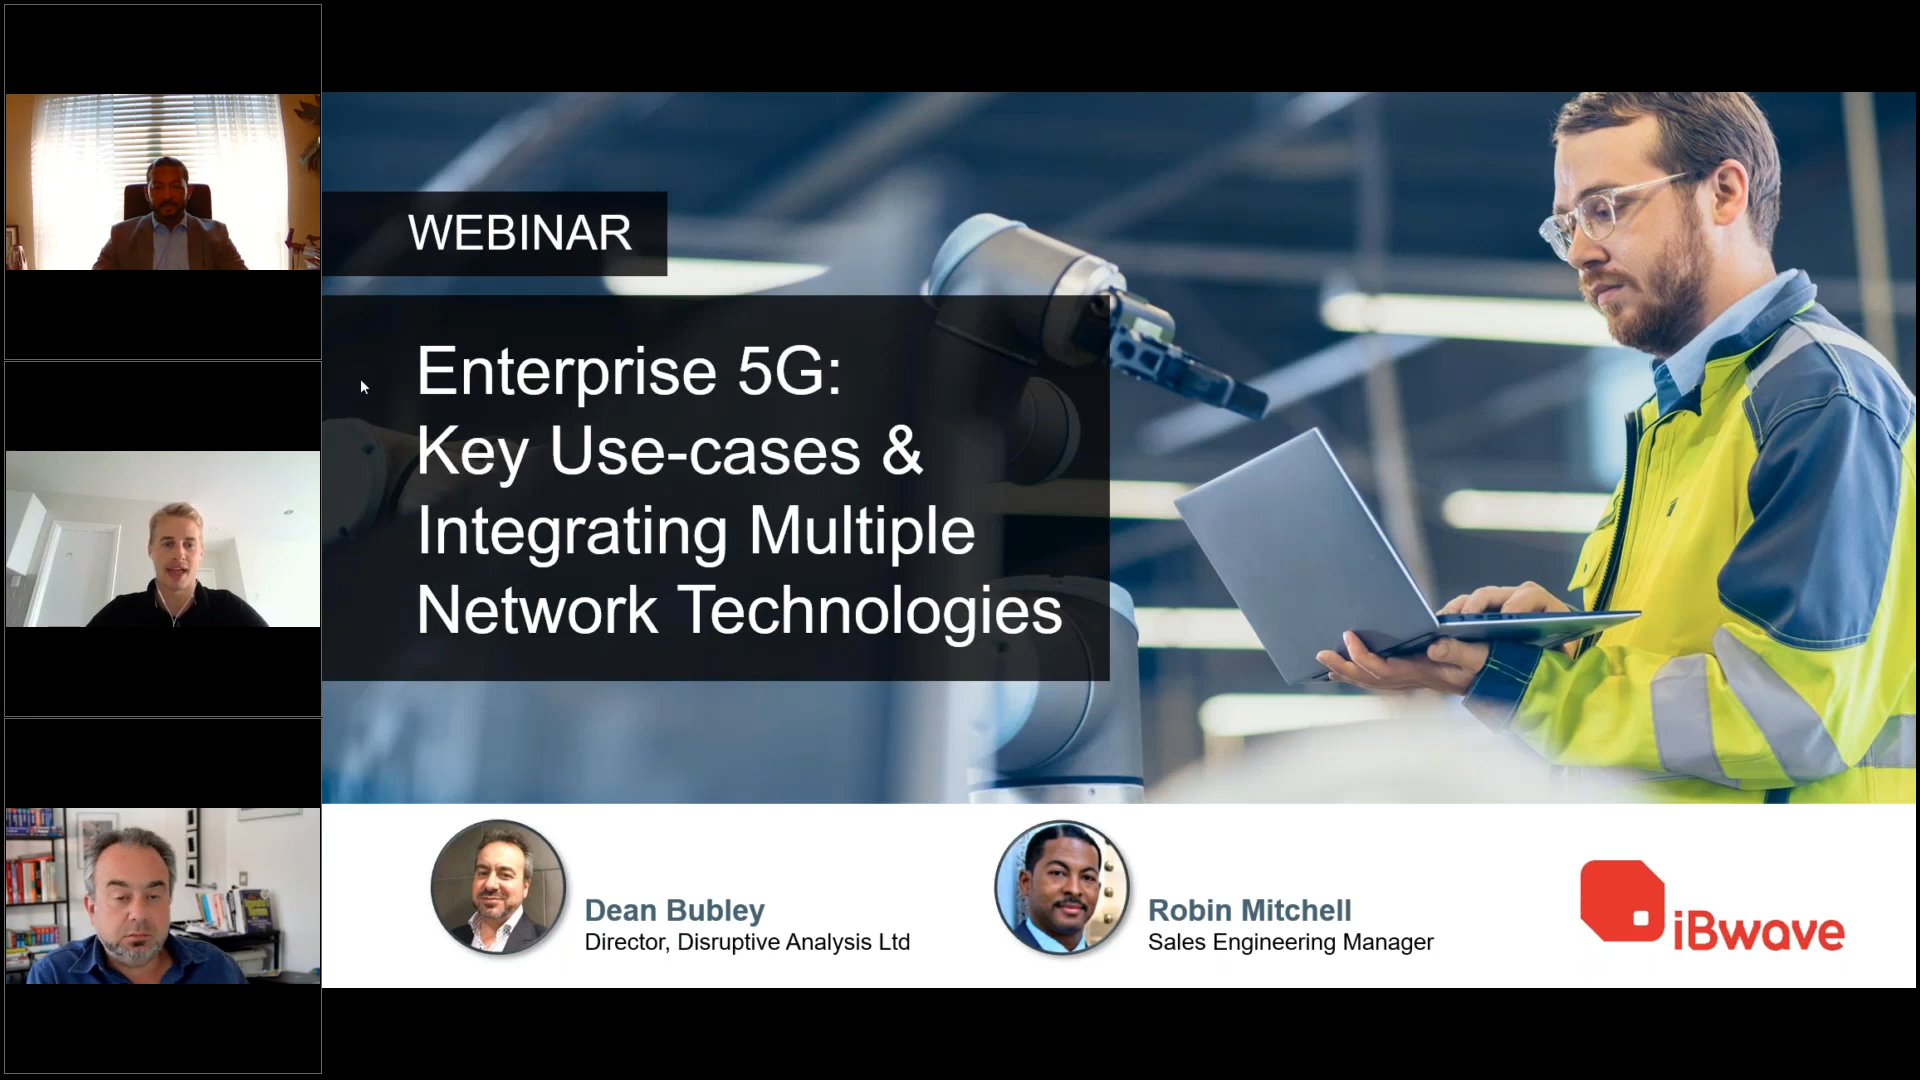 WEBINAR
Enterprise 5G:
Key Use-cases &
Integrating Multiple
Network Technologies
Dean Bubley
Director, Disruptive Analysis Ltd
Robin Mitchell
Sales Engineering Manager
iBwave